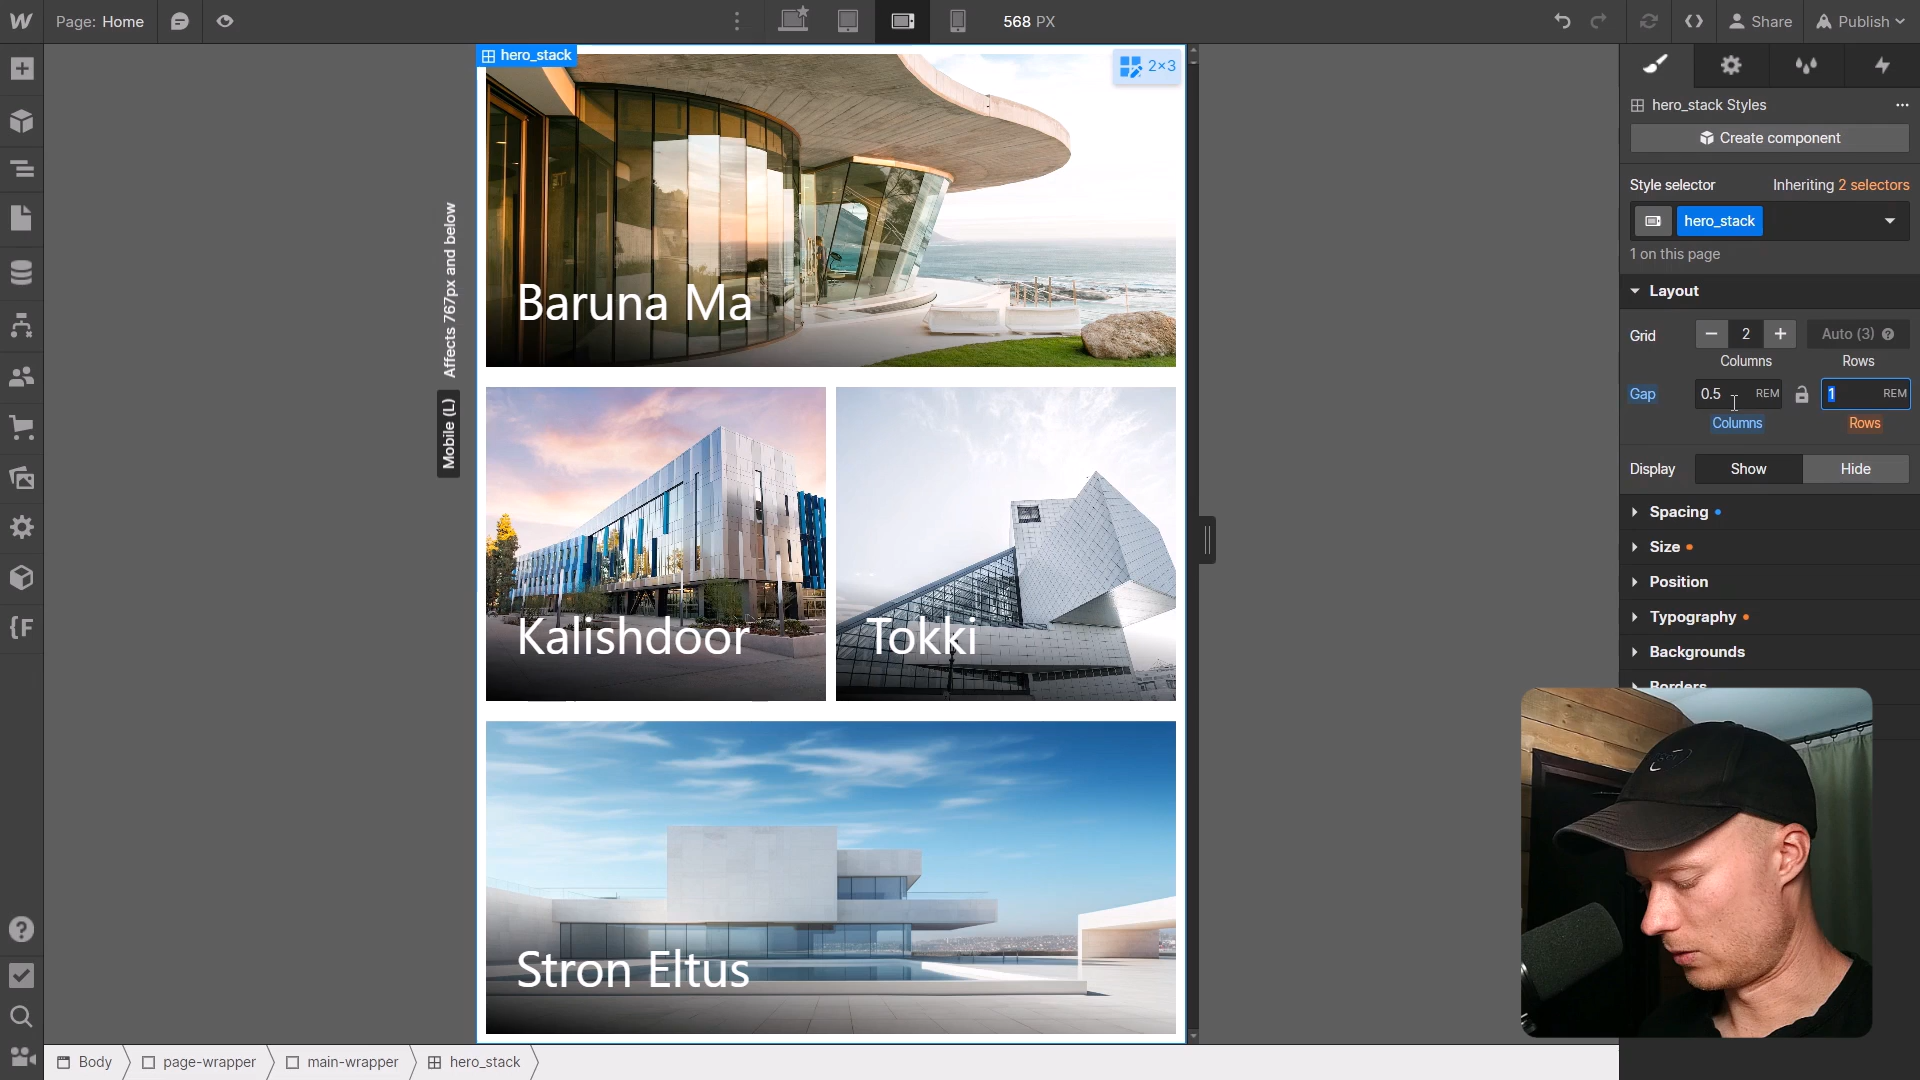 Page: Home
568 PX
Share
Publish
hero_stack
2×3
Affects 767px and below
Mobile (L)
Baruna Ma
Kalishdoor
Tokki
Stron Eltus
hero_stack Styles
Create component
Style selector
Inheriting 2 selectors
hero_stack
1 on this page
Layout
Grid
2
Auto (3)
Columns
Rows
Gap
0.5 REM
1 REM
Columns
Rows
Display
Show
Hide
Spacing
Size
Position
Typography
Backgrounds
Borders
Body
page-wrapper
main-wrapper
hero_stack